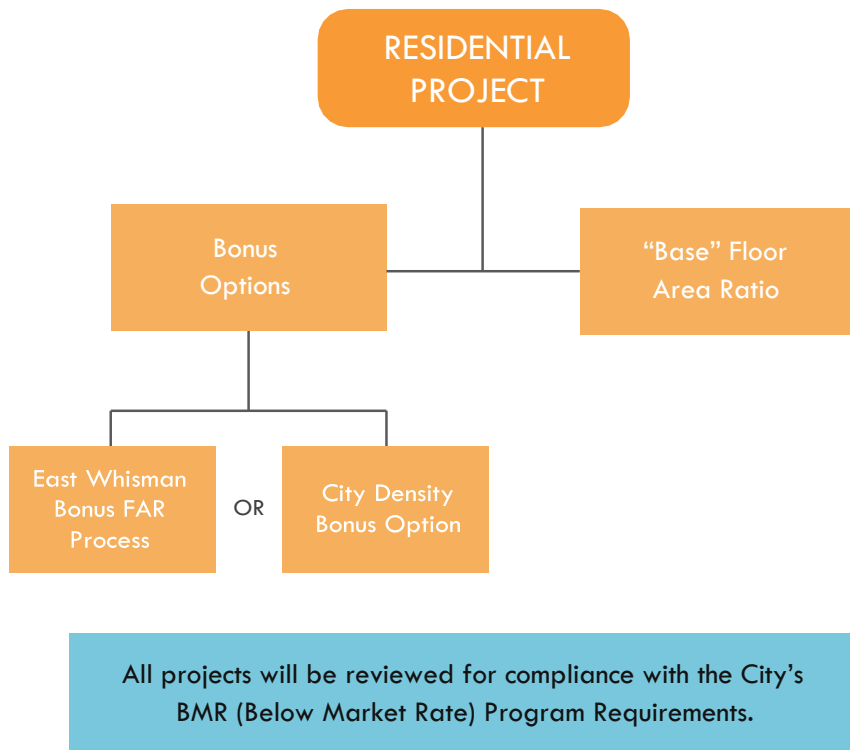 RESIDENTIAL
PROJECT
Bonus
Options
“Base” Floor
Area Ratio
East Whisman
Bonus FAR
Process
OR
City Density
Bonus Option
All projects will be reviewed for compliance with the City’s
BMR (Below Market Rate) Program Requirements.